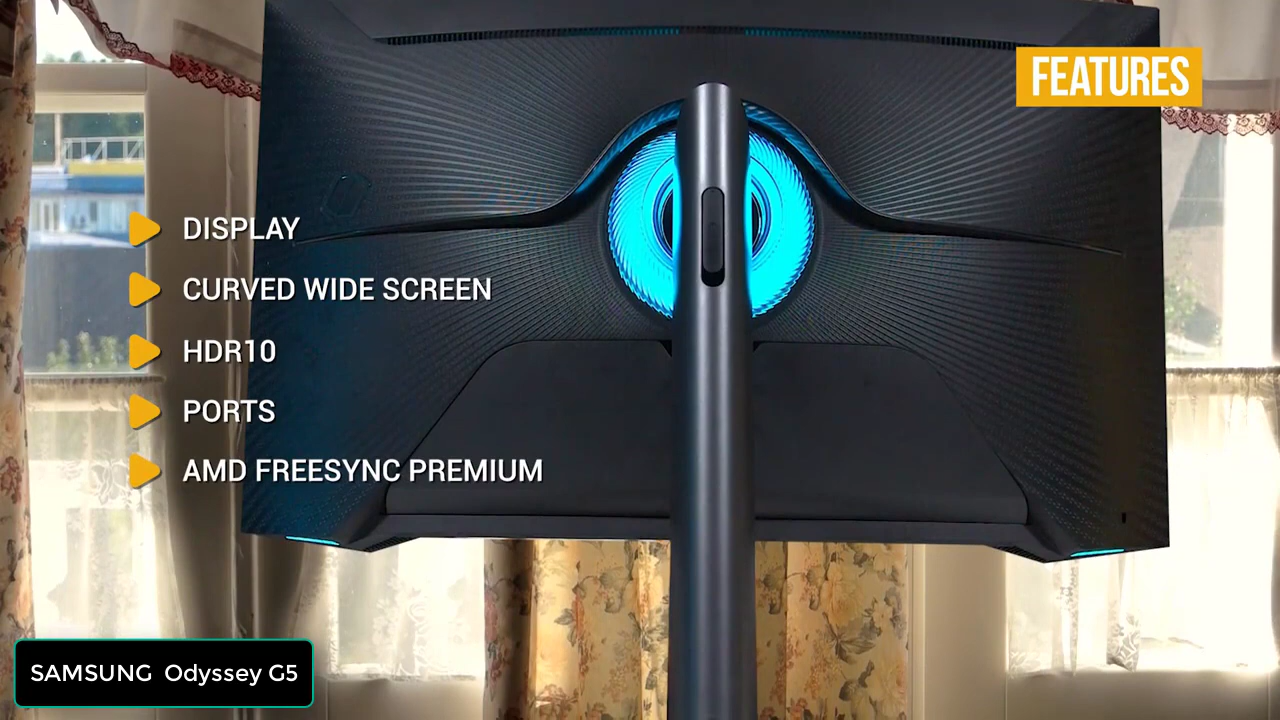 FEATURES
DISPLAY
CURVED WIDE SCREEN
HDR10
PORTS
AMD FREESYNC PREMIUM
SAMSUNG Odyssey G5